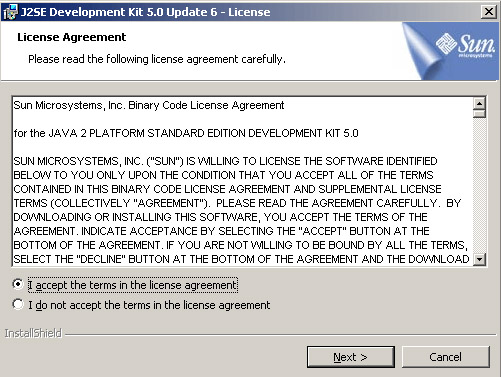 J2SE Development Kit 5.0 Update 6 - License
License Agreement
Please read the following license agreement carefully.
Sun
microsystems
Sun Microsystems, Inc. Binary Code License Agreement
for the JAVA 2 PLATFORM STANDARD EDITION DEVELOPMENT KIT 5.0
SUN MICROSYSTEMS, INC. ("SUN") IS WILLING TO LICENSE THE SOFTWARE IDENTIFIED
BELOW TO YOU ONLY UPON THE CONDITION THAT YOU ACCEPT ALL OF THE TERMS
CONTAINED IN THIS BINARY CODE LICENSE AGREEMENT AND SUPPLEMENTAL LICENSE
TERMS (COLLECTIVELY "AGREEMENT"). PLEASE READ THE AGREEMENT CAREFULLY. BY
DOWNLOADING OR INSTALLING THIS SOFTWARE, YOU ACCEPT THE TERMS OF THE
AGREEMENT. INDICATE ACCEPTANCE BY SELECTING THE "ACCEPT" BUTTON AT THE
BOTTOM OF THE AGREEMENT. IF YOU ARE NOT WILLING TO BE BOUND BY ALL THE TERMS,
SELECT THE "DECLINE" BUTTON AT THE BOTTOM OF THE AGREEMENT AND THE DOWNLOAD
I accept the terms in the license agreement
I do not accept the terms in the license agreement
InstallShield
Next >
Cancel